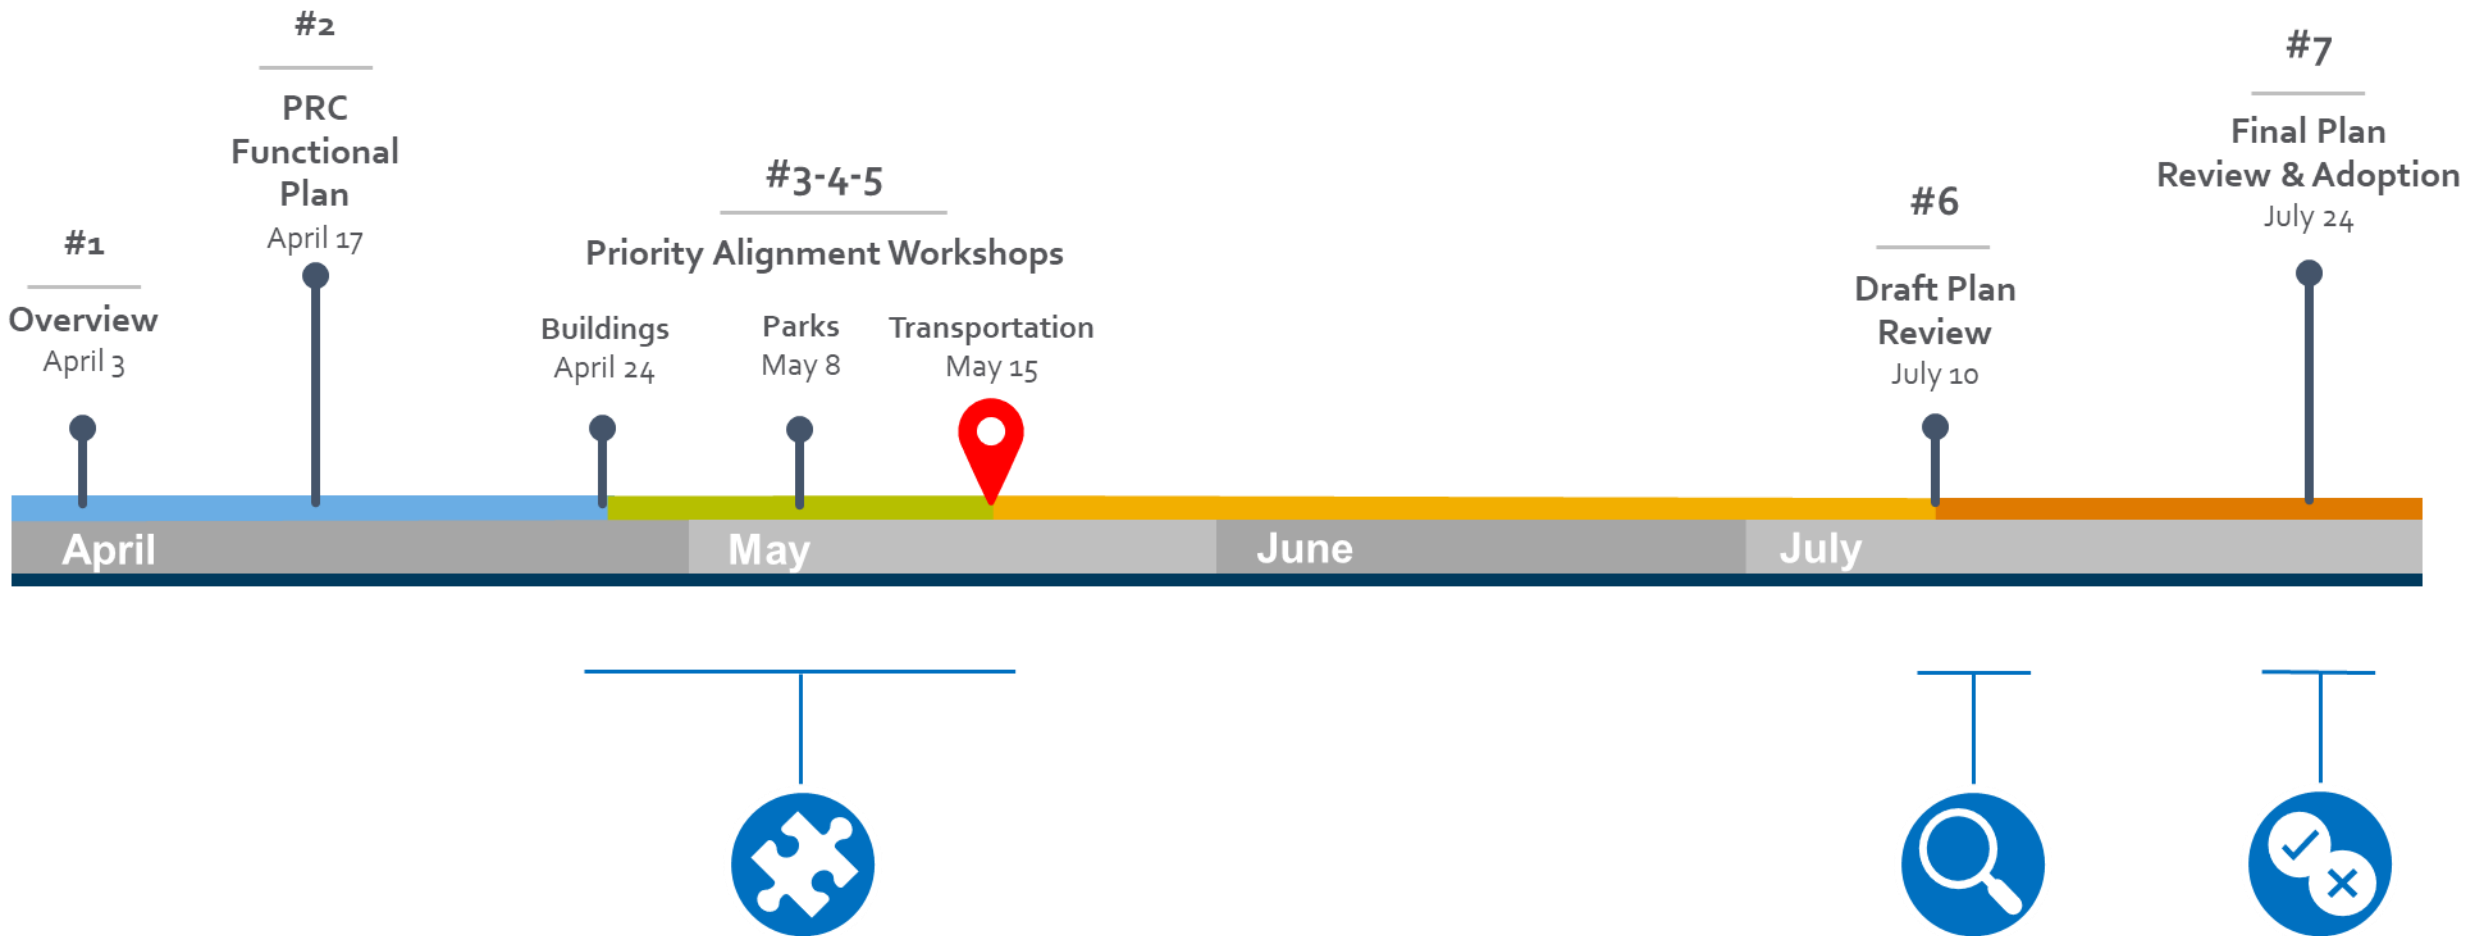 #1
Overview
April 3
#2
PRC
Functional
Plan
April 17
#3-4-5
Priority Alignment Workshops
Buildings
April 24
Parks
May 8
Transportation
May 15
#6
Draft Plan
Review
July 10
#7
Final Plan
Review & Adoption
July 24
April
May
June
July